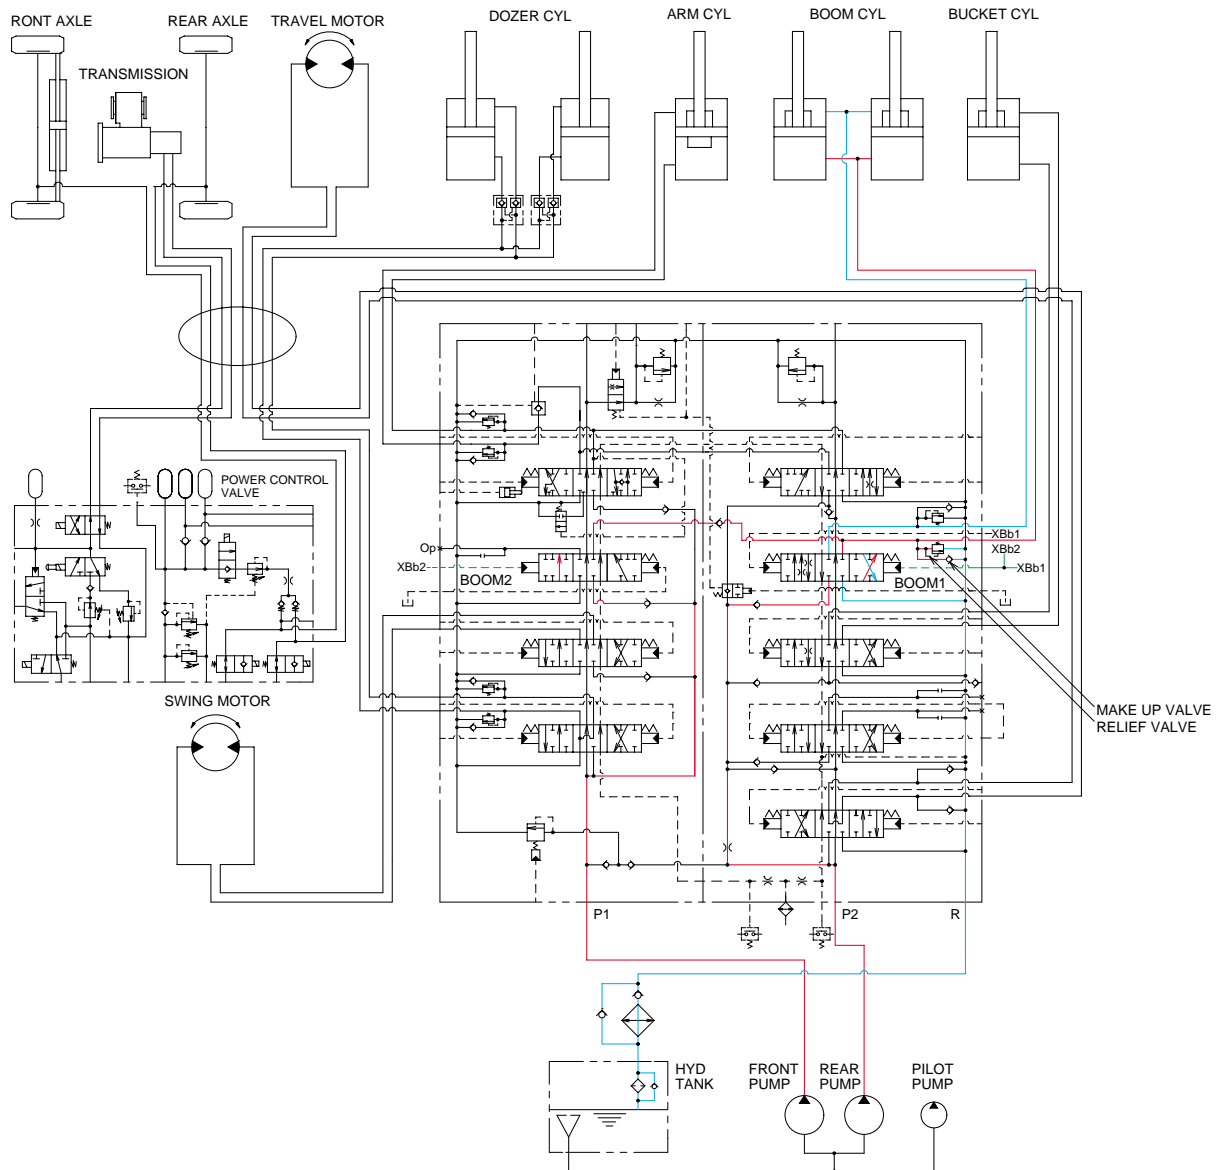 RONT AXLE
REAR AXLE
TRAVEL MOTOR
DOZER CYL
ARM CYL
BOOM CYL
BUCKET CYL
TRANSMISSION
POWER CONTROL
VALVE
Op
XBb2
BOOM2
XBb1
XBb2
XBb1
BOOM1
SWING MOTOR
MAKE UP VALVE
RELIEF VALVE
P1
P2
R
HYD
TANK
FRONT
PUMP
REAR
PUMP
PILOT
PUMP